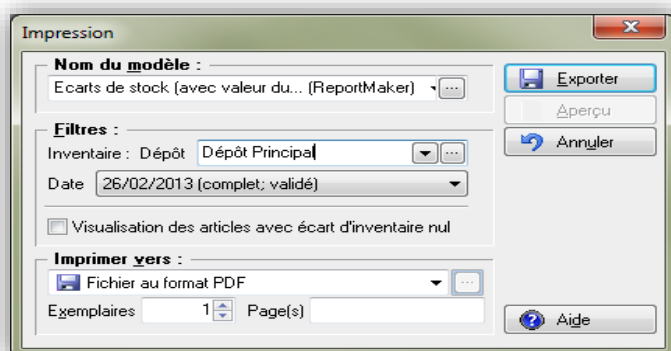 Impression
Nom du modèle :
Ecarts de stock (avec valeur du... (ReportMaker)
...
Exporter
Aperçu
Annuler
Filtres :
Inventaire : Dépôt Dépôt Principal ...
Date 26/02/2013 (complet; validé)
Visualisation des articles avec écart d'inventaire nul
Imprimer vers :
Fichier au format PDF ...
Exemplaires 1 Page(s)
Aide